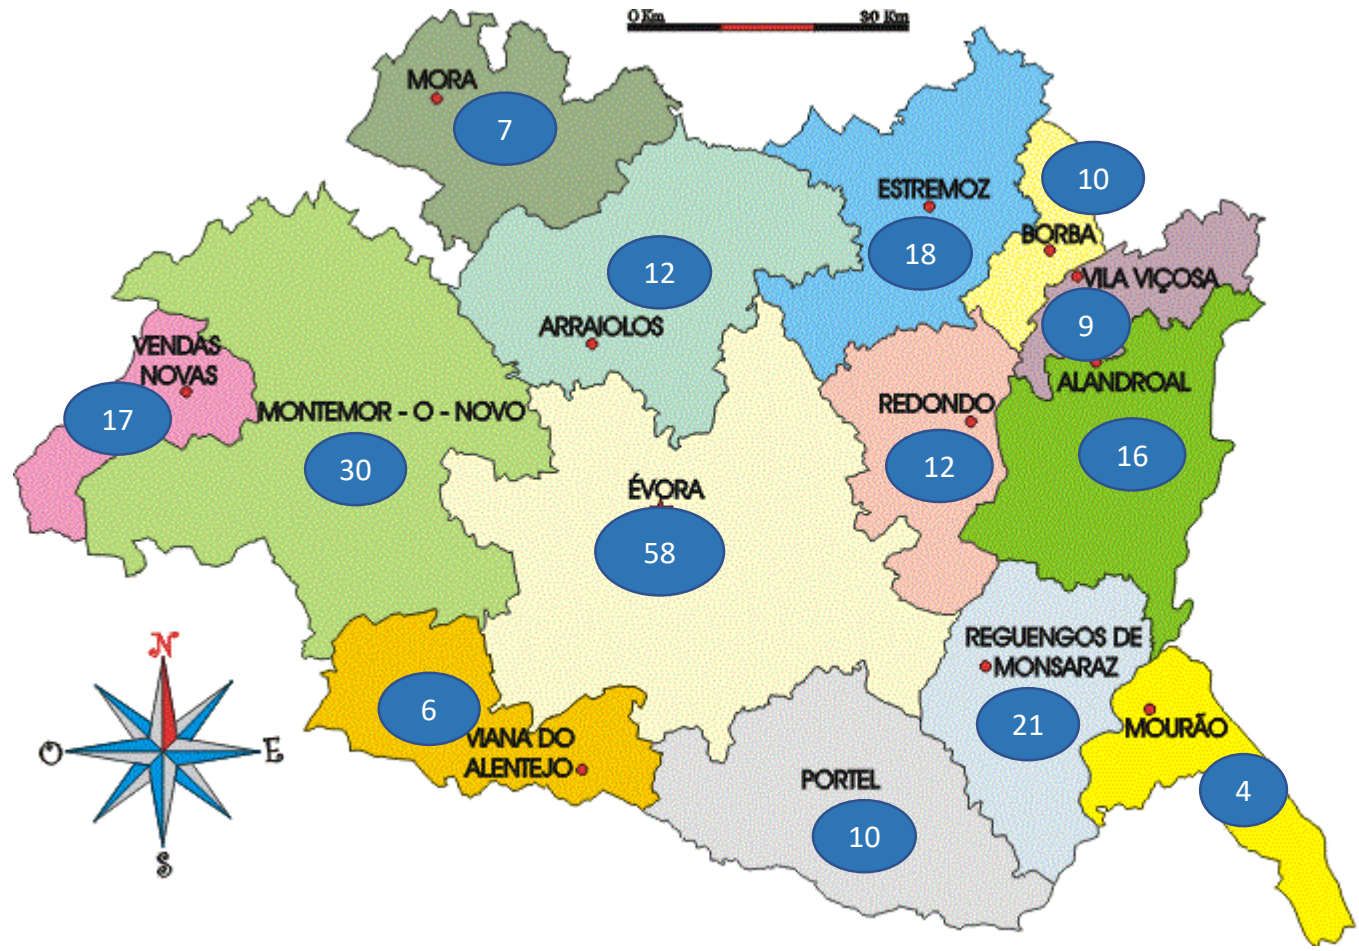 0 Km 30 Km
MORA
7
10
ESTREMOZ
18
BORBA
12
VILA VIÇOSA
9
ARRAIOLOS
VENDAS
NOVAS
17
ALANDROAL
REDONDO
MONTEMOR - O - NOVO
30
12
16
ÉVORA
58
N
O
E
S
REGUENGOS DE
MONSARAZ
21
6
VIANA DO
ALENTEJO
MOURÃO
4
PORTEL
10